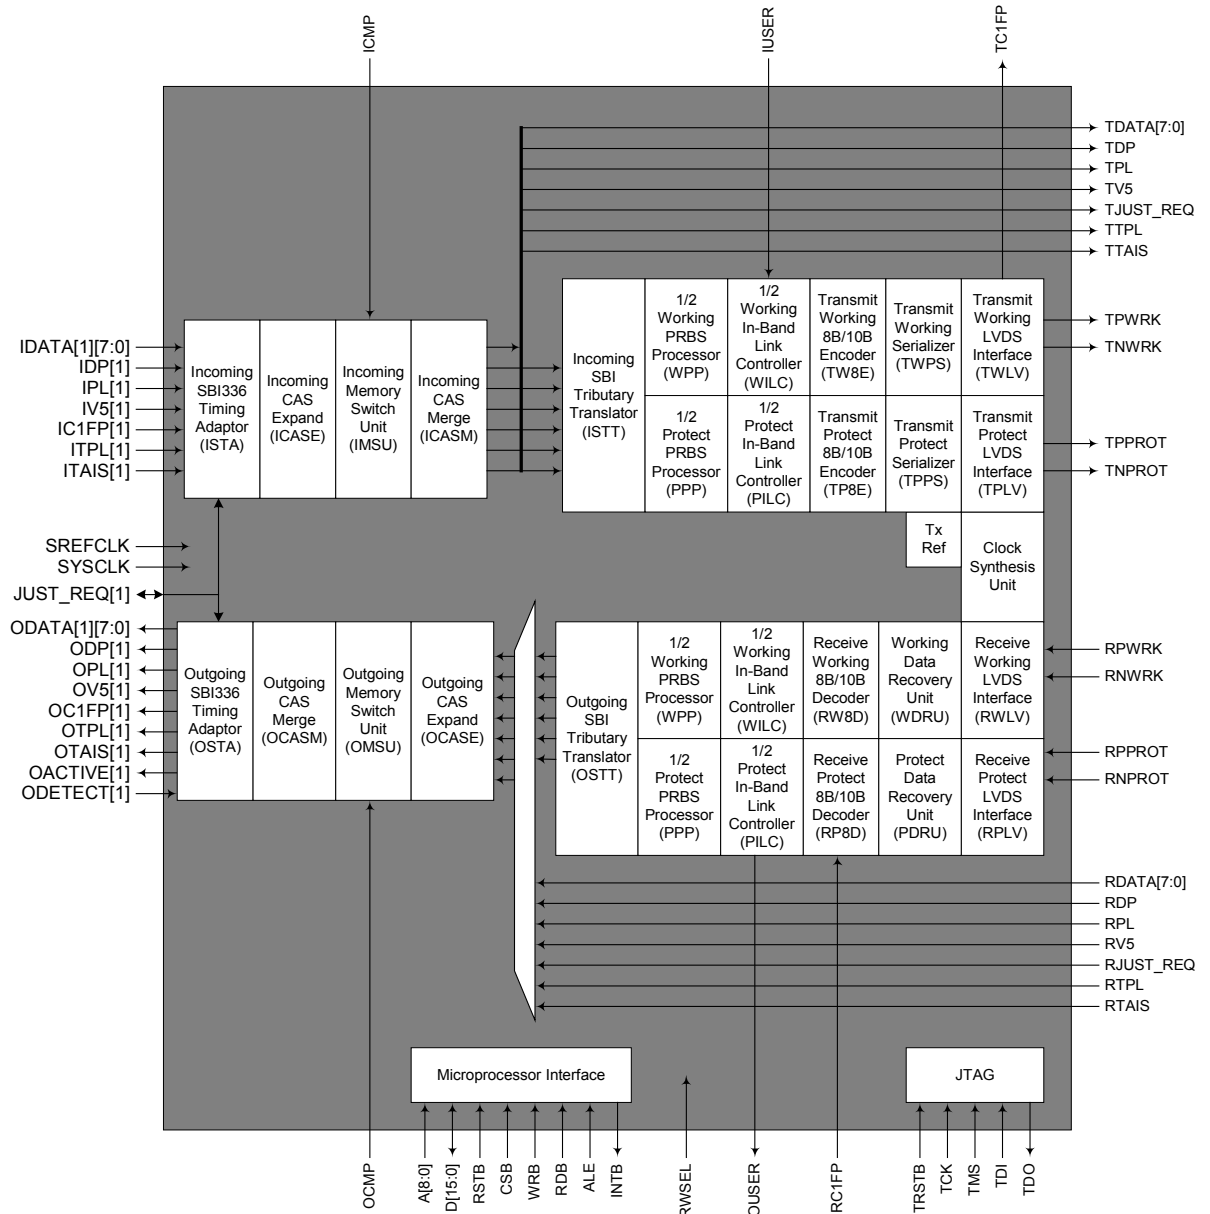 ICMP
IUSER
TC1FP
TDATA[7:0]
TDP
TPL
TV5
TJUST_REQ
TTPL
TTAIS
IDATA[1][7:0]
IDP[1]
IPL[1]
IV5[1]
IC1FP[1]
ITPL[1]
ITAIS[1]
Incoming
SBI336
Timing
Adaptor
(ISTA)
Incoming
CAS
Expand
(ICASE)
Incoming
Memory
Switch
Unit
(IMSU)
Incoming
CAS
Merge
(ICASM)
Incoming
SBI
Tributary
Translator
(ISTT)
1/2
Working
PRBS
Processor
(WPP)
1/2
Working
In-Band
Link
Controller
(WILC)
Transmit
Working
8B/10B
Encoder
(TW8E)
Transmit
Working
Serializer
(TWPS)
Transmit
Working
LVDS
Interface
(TWLV)
TPWRK
TNWRK
1/2
Protect
PRBS
Processor
(PPP)
1/2
Protect
In-Band
Link
Controller
(PILC)
Transmit
Protect
8B/10B
Encoder
(TP8E)
Transmit
Protect
Serializer
(TPPS)
Transmit
Protect
LVDS
Interface
(TPLV)
TPPROT
TNPROT
Tx
Ref
Clock
Synthesis
Unit
SREFCLK
SYSCLK
JUST_REQ[1]
ODATA[1][7:0]
ODP[1]
OPL[1]
OV5[1]
OC1FP[1]
OTPL[1]
OTAIS[1]
OACTIVE[1]
ODETECT[1]
Outgoing
SBI336
Timing
Adaptor
(OSTA)
Outgoing
CAS
Merge
(OCASM)
Outgoing
Memory
Switch
Unit
(OMSU)
Outgoing
CAS
Expand
(OCASE)
Outgoing
SBI
Tributary
Translator
(OSTT)
1/2
Working
PRBS
Processor
(WPP)
1/2
Working
In-Band
Link
Controller
(WILC)
Receive
Working
8B/10B
Decoder
(RW8D)
Working
Data
Recovery
Unit
(WDRU)
Receive
Working
LVDS
Interface
(RWLV)
RPWRK
RNWRK
1/2
Protect
PRBS
Processor
(PPP)
1/2
Protect
In-Band
Link
Controller
(PILC)
Receive
Protect
8B/10B
Decoder
(RP8D)
Protect
Data
Recovery
Unit
(PDRU)
Receive
Protect
LVDS
Interface
(RPLV)
RPPROT
RNPROT
RDATA[7:0]
RDP
RPL
RV5
RJUST_REQ
RTPL
RTAIS
Microprocessor Interface
JTAG
OCMP
A[8:0]
D[15:0]
RSTB
CSB
WRB
RDB
ALE
INTB
RWSEL
OUSER
RC1FP
TRSTB
TCK
TMS
TDI
TDO